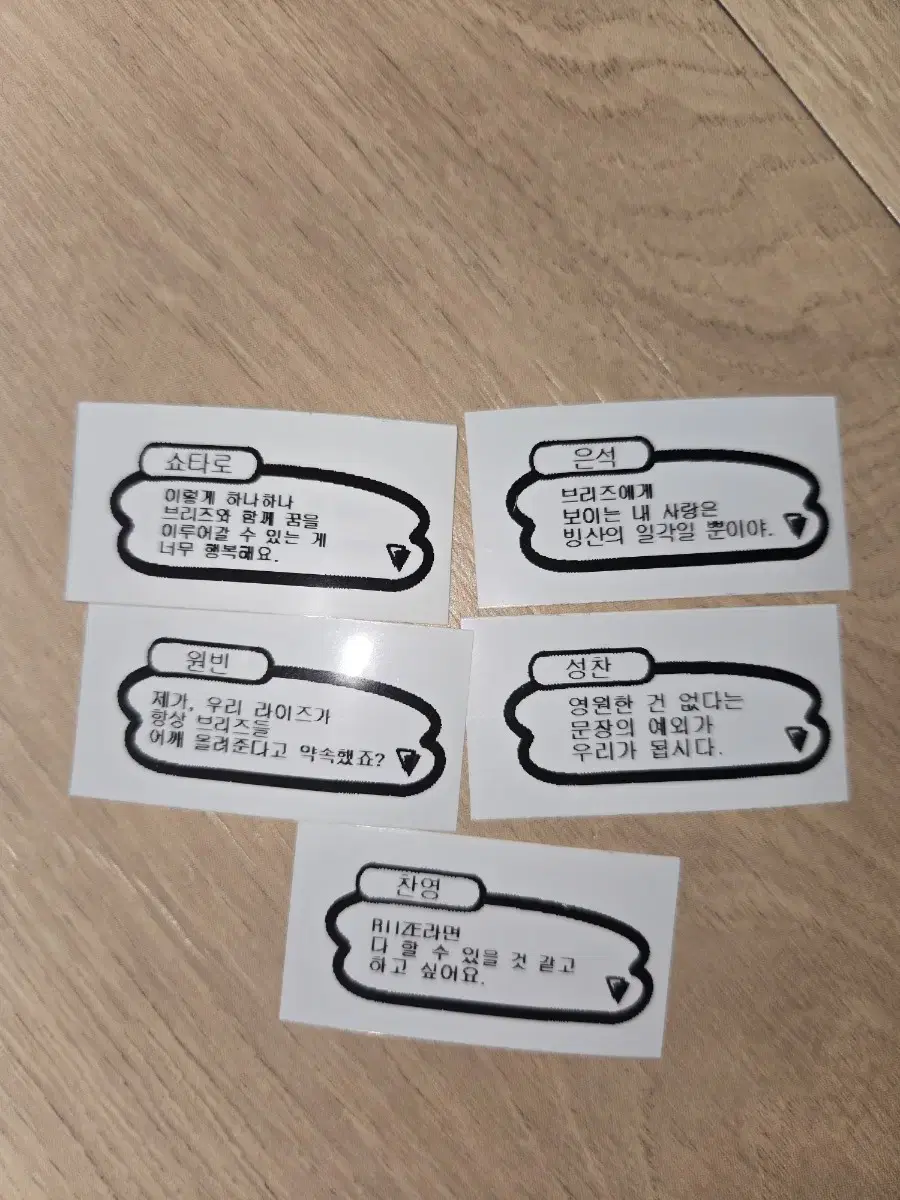 쇼타로
이렇게 하나하나
브리즈와 함께 꿈을
이루어갈 수 있는 게
너무 행복해요.
은석
브리즈에게
보이는 내 사랑은
빙산의 일각일 뿐이야.
원빈
제가, 우리 라이즈가
항상 브리즈들
어깨 올려준다고 약속했죠?
성찬
영원한 건 없다는
문장의 예외가
우리가 됩시다.
찬영
RIIZE라면
다 할 수 있을 것 같고
하고 싶어요.